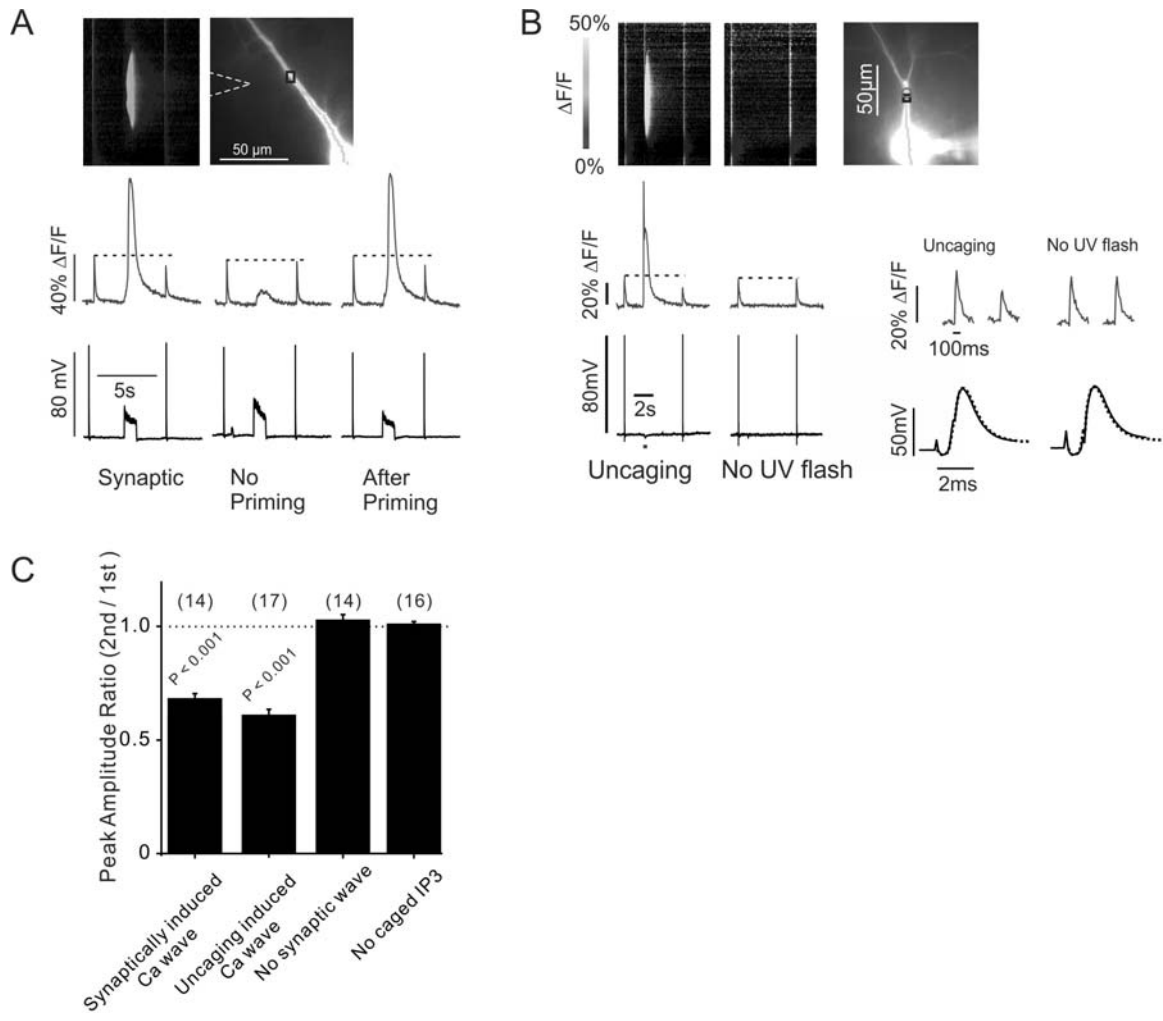 A
50 µm
40% ΔF/F
80 mV
5s
Synaptic
No
Priming
After
Priming
B
50%
ΔF/F
0%
50µm
20% ΔF/F
80mV
2s
Uncaging
No UV flash
Uncaging
No UV flash
20% ΔF/F
100ms
50mV
2ms
C
Peak Amplitude Ratio (2nd / 1st )
(14)
(17)
(14)
(16)
1.0
0.5
0
P < 0.001
P < 0.001
Synaptically induced
Ca wave
Uncaging induced
Ca wave
No synaptic wave
No caged IP3